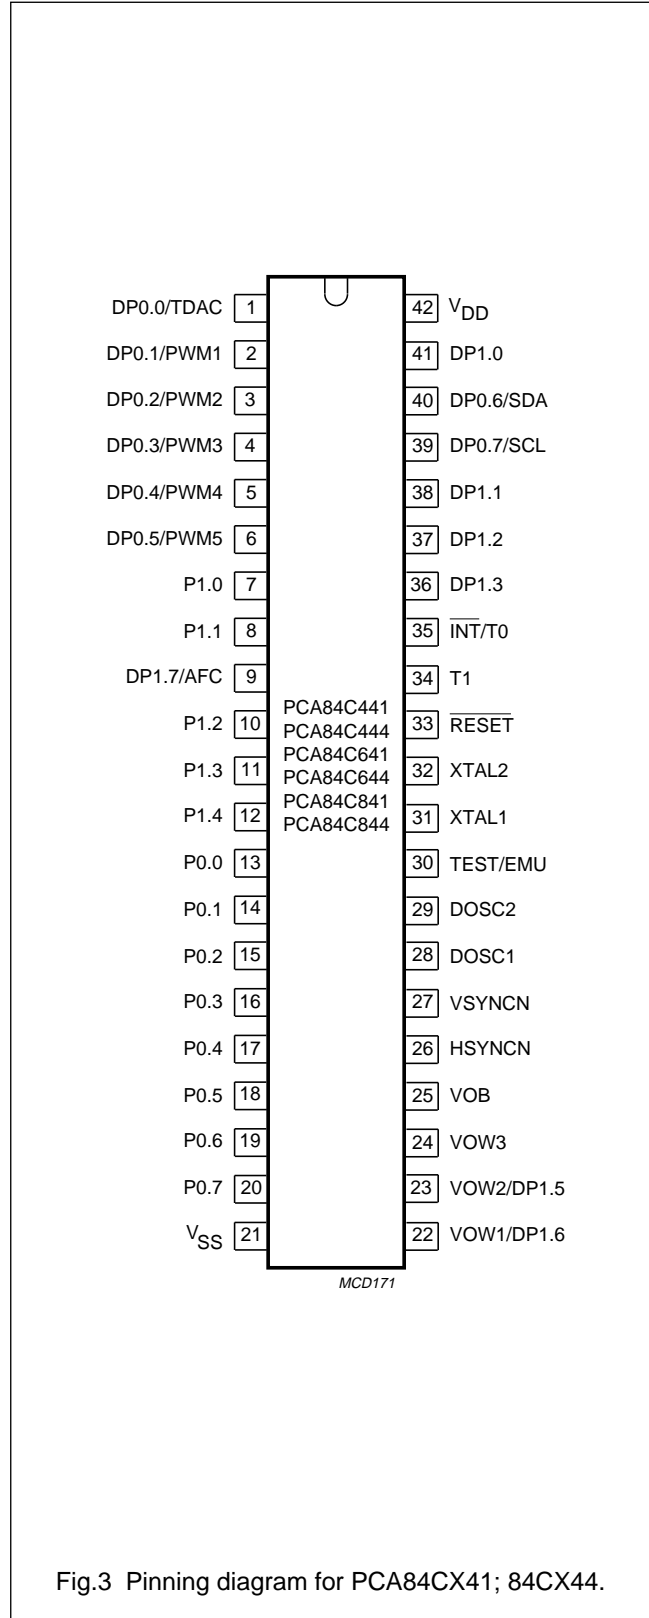 DP0.0/TDAC 1 42 VDD
DP0.1/PWM1 2 41 DP1.0
DP0.2/PWM2 3 40 DP0.6/SDA
DP0.3/PWM3 4 39 DP0.7/SCL
DP0.4/PWM4 5 38 DP1.1
DP0.5/PWM5 6 37 DP1.2
P1.0 7 36 DP1.3
P1.1 8 35 INT/T0
DP1.7/AFC 9 34 T1
PCA84C441
P1.2 10 PCA84C444 33 RESET
PCA84C641
P1.3 11 PCA84C644 32 XTAL2
PCA84C841
P1.4 12 PCA84C844 31 XTAL1
P0.0 13 30 TEST/EMU
P0.1 14 29 DOSC2
P0.2 15 28 DOSC1
P0.3 16 27 VSYNCN
P0.4 17 26 HSYNCN
P0.5 18 25 VOB
P0.6 19 24 VOW3
P0.7 20 23 VOW2/DP1.5
VSS 21 22 VOW1/DP1.6
MCD171
Fig.3 Pinning diagram for PCA84CX41; 84CX44.